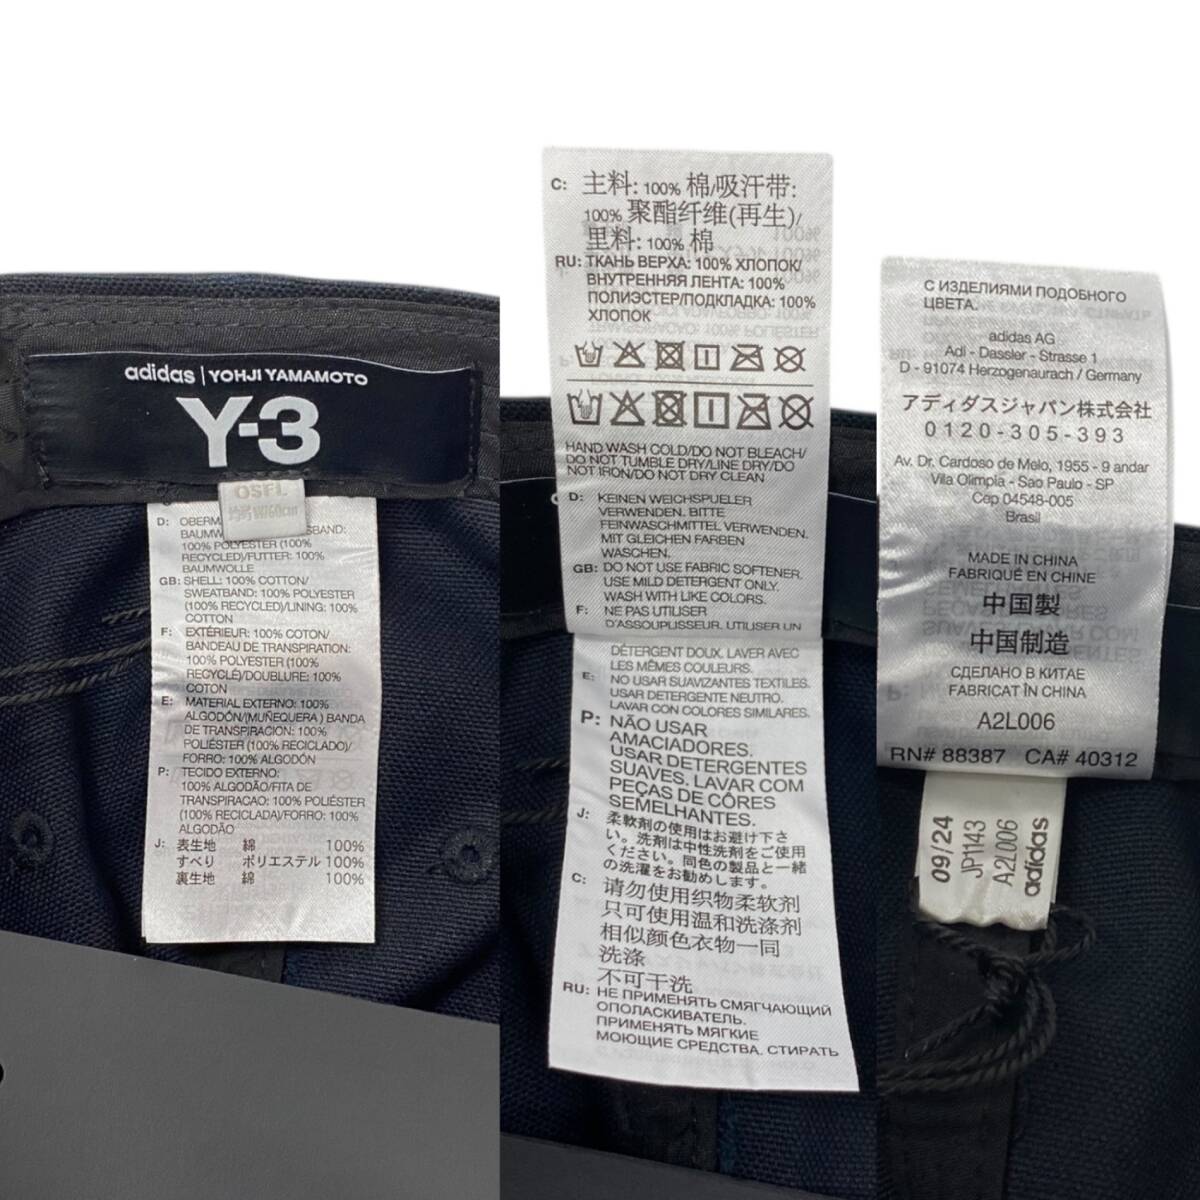 adidas | YOHJI YAMAMOTO
Y-3
OSFL
均码 W/60cm
D: OBERM
BAUMW SBAND:
100% POLYESTER (100%
RECYCLED)/FUTTER: 100%
BAUMWOLLE
GB: SHELL: 100% COTTON/
SWEATBAND: 100% POLYESTER
(100% RECYCLED)/LINING: 100%
COTTON
F: EXTÉRIEUR: 100% COTON/
BANDEAU DE TRANSPIRATION:
100% POLYESTER (100%
RECYCLÉ)/DOUBLURE: 100%
COTON
E: MATERIAL EXTERNO: 100%
ALGODÓN/(MUÑEQUERA ) BANDA
DE TRANSPIRACION: 100%
POLIÉSTER (100% RECICLADO)/
FORRO: 100% ALGODÓN
P: TECIDO EXTERNO:
100% ALGODÃO/FITA DE
TRANSPIRACAO: 100% POLIÉSTER
(100% RECICLADA)/FORRO: 100%
ALGODÃO
J: 表生地 綿 100%
すべり ポリエステル 100%
裏生地 綿 100%
C: 主料: 100% 棉/吸汗带:
100% 聚酯纤维(再生)/
里料: 100% 棉
RU: ТКАНЬ ВЕРХА: 100% ХЛОПОК/
ВНУТРЕННЯЯ ЛЕНТА: 100%
ПОЛИЭСТЕР/ПОДКЛАДКА: 100%
ХЛОПОК
HAND WASH COLD/DO NOT BLEACH/
DO NOT TUMBLE DRY/LINE DRY/DO
NOT IRON/DO NOT DRY CLEAN
D: KEINEN WEICHSPUELER
VERWENDEN. BITTE
FEINWASCHMITTEL VERWENDEN.
MIT GLEICHEN FARBEN
WASCHEN.
GB: DO NOT USE FABRIC SOFTENER.
USE MILD DETERGENT ONLY.
WASH WITH LIKE COLORS.
F: NE PAS UTILISER
D'ASSOUPLISSEUR. UTILISER UN
DÉTERGENT DOUX. LAVER AVEC
LES MÊMES COULEURS.
E: NO USAR SUAVIZANTES TEXTILES.
USAR DETERGENTE NEUTRO.
LAVAR CON COLORES SIMILARES.
P: NÃO USAR
AMACIADORES.
USAR DETERGENTES
SUAVES. LAVAR COM
PEÇAS DE CÔRES
SEMELHANTES.
J: 柔軟剤の使用はお避け下さ
い。洗剤は中性洗剤をご使用
ください。同色の製品と一緒
の洗濯をお勧めします。
C: 请勿使用织物柔软剂
只可使用温和洗涤剂
相似颜色衣物一同
洗涤
不可干洗
RU: НЕ ПРИМЕНЯТЬ СМЯГЧАЮЩИЙ
ОПОЛАСКИВАТЕЛЬ.
ПРИМЕНЯТЬ МЯГКИЕ
МОЮЩИЕ СРЕДСТВА. СТИРАТЬ
С ИЗДЕЛИЯМИ ПОДОБНОГО
ЦВЕТА.
adidas AG
Adi - Dassler - Strasse 1
D - 91074 Herzogenaurach / Germany
アディダスジャパン株式会社
0120-305-393
Av. Dr. Cardoso de Melo, 1955 - 9 andar
Vila Olimpia - Sao Paulo - SP
Cep 04548-005
Brasil
MADE IN CHINA
FABRIQUÉ EN CHINE
中国製
中国制造
СДЕЛАНО В КИТАЕ
FABRICAT ÎN CHINA
A2L006
RN# 88387 CA# 40312
09/24
JP1143
A2L006
adidas